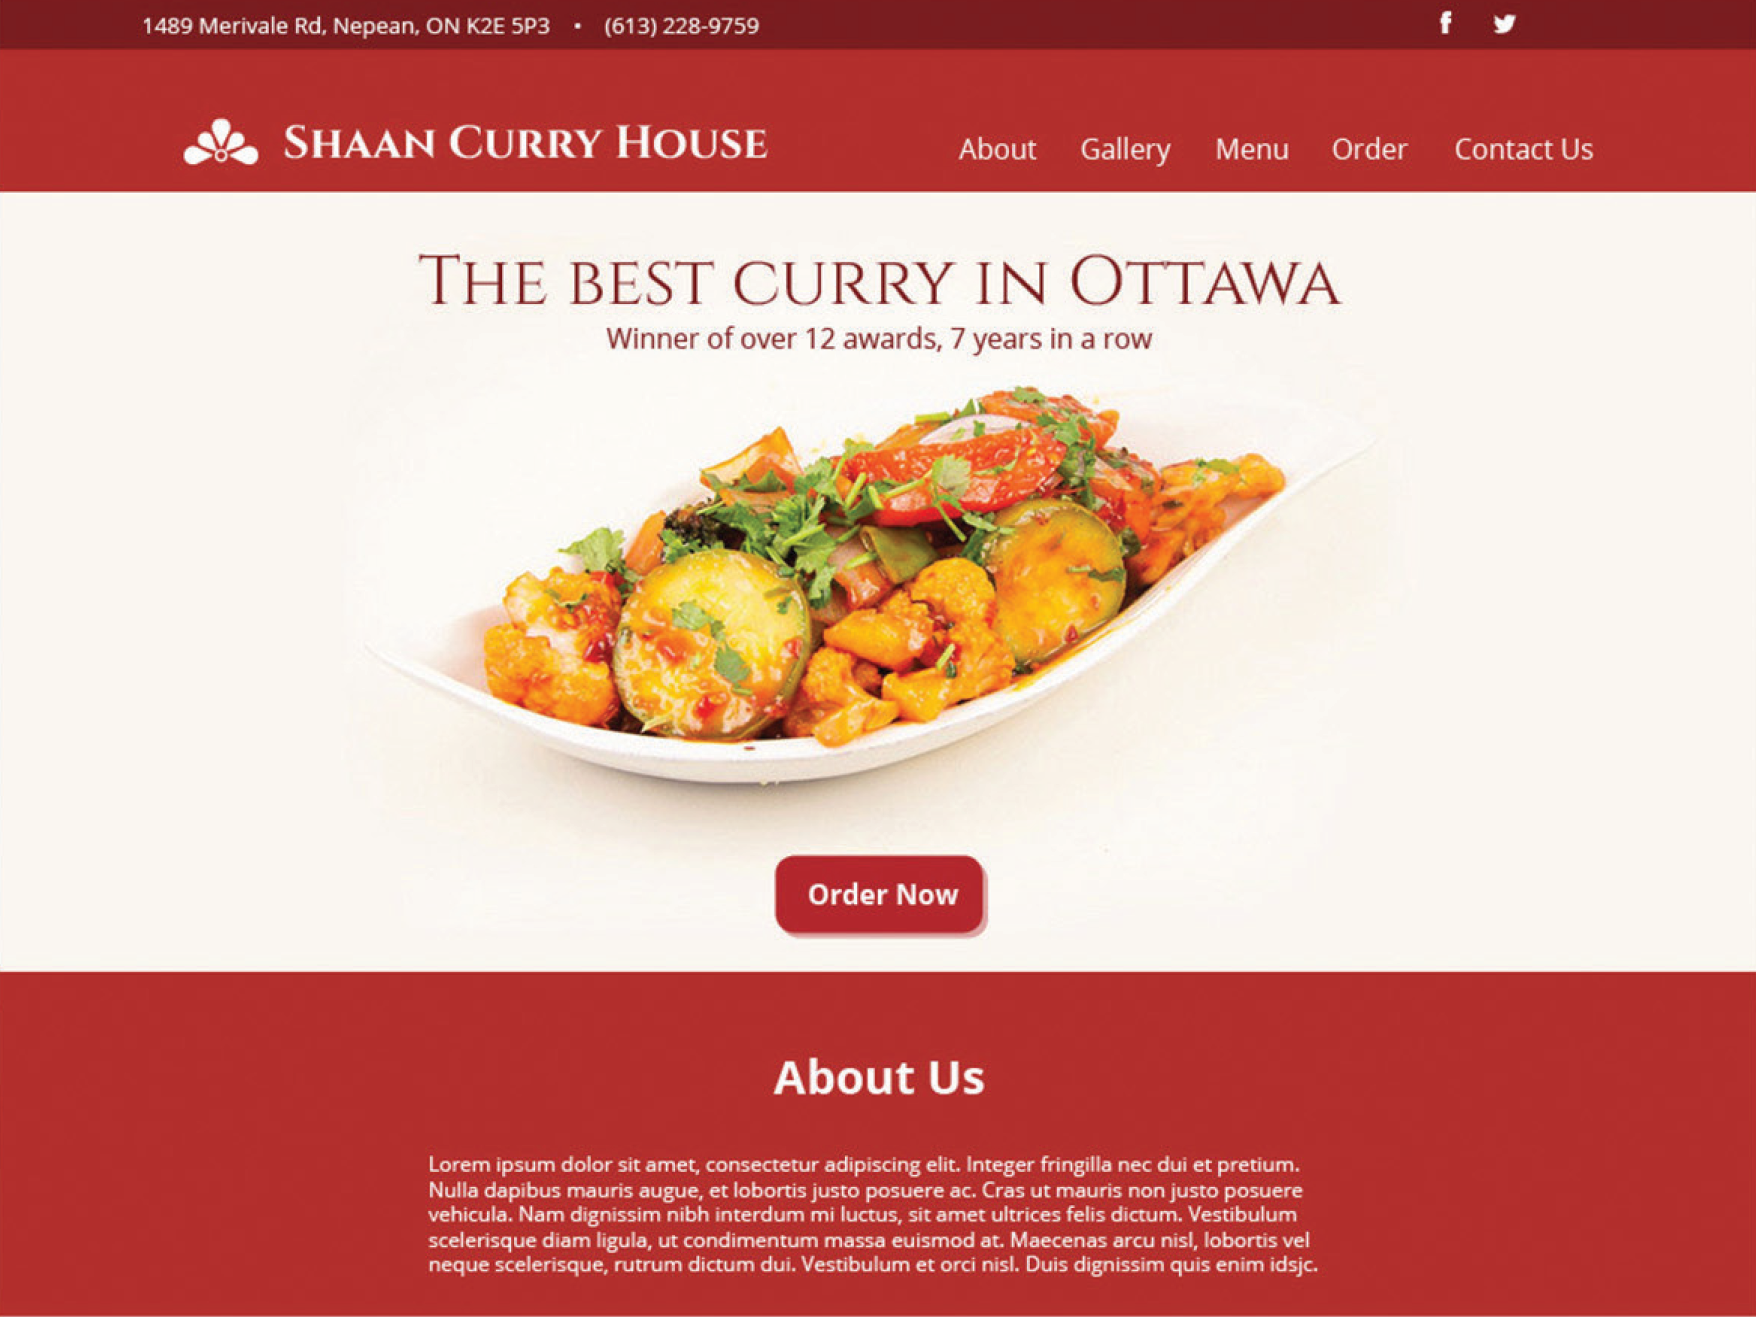 1489 Merivale Rd, Nepean, ON K2E 5P3 • (613) 228-9759
Shaan Curry House
About Gallery Menu Order Contact Us
The best curry in Ottawa
Winner of over 12 awards, 7 years in a row
Order Now
About Us
Lorem ipsum dolor sit amet, consectetur adipiscing elit. Integer fringilla nec dui et pretium.
Nulla dapibus mauris augue, et lobortis justo posuere ac. Cras ut mauris non justo posuere
vehicula. Nam dignissim nibh interdum mi luctus, sit amet ultrices felis dictum. Vestibulum
scelerisque diam ligula, ut condimentum massa euismod at. Maecenas arcu nisl, lobortis vel
neque scelerisque, rutrum dictum dui. Vestibulum et orci nisl. Duis dignissim quis enim idsjc.